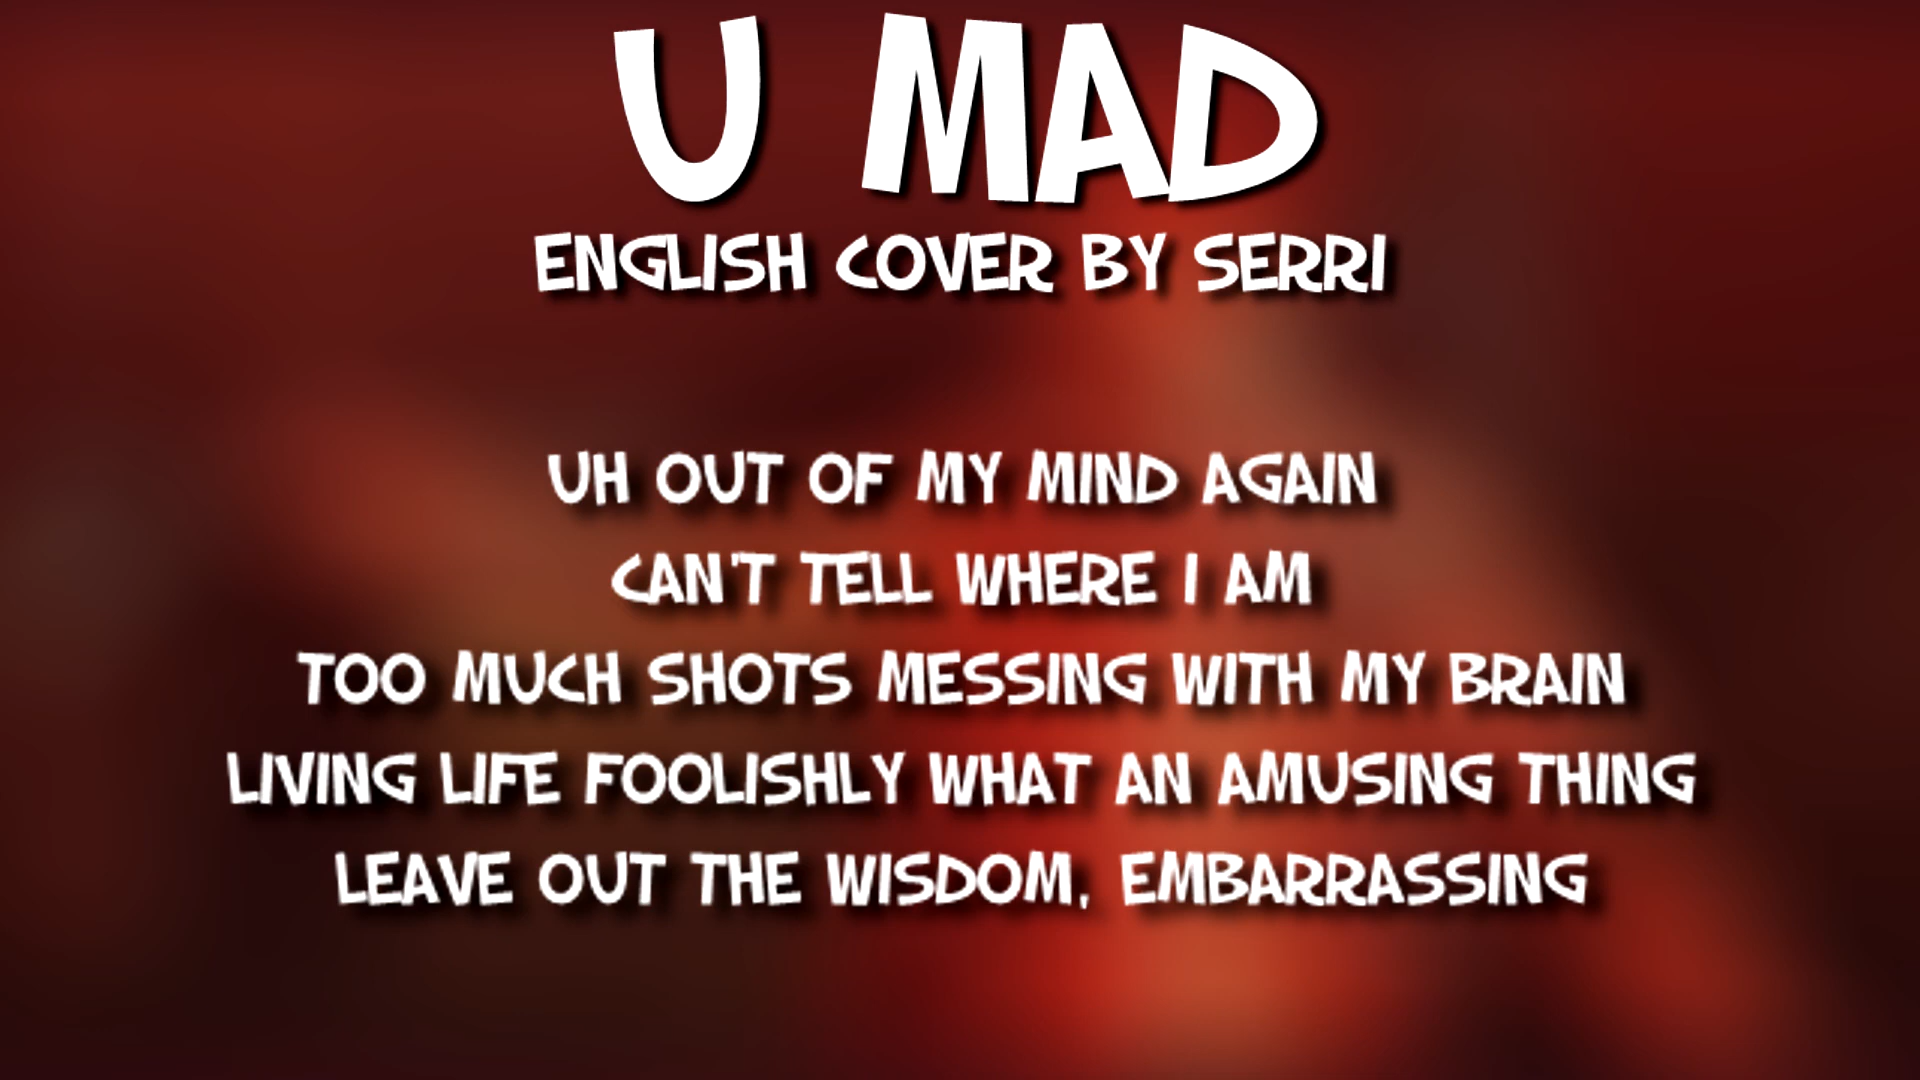 U MAD
ENGLISH COVER BY SERRI
UH OUT OF MY MIND AGAIN
CAN'T TELL WHERE I AM
TOO MUCH SHOTS MESSING WITH MY BRAIN
LIVING LIFE FOOLISHLY WHAT AN AMUSING THING
LEAVE OUT THE WISDOM, EMBARRASSING